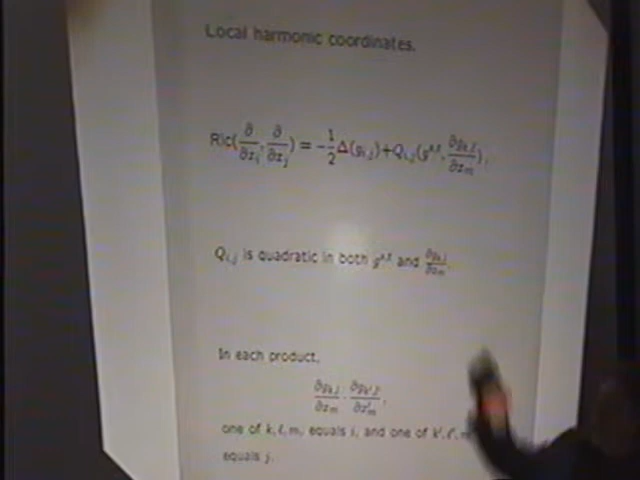 Local harmonic coordinates.
Ric(∂/∂x_i, ∂/∂x_j) = −1/2 Δ(g_{i,j}) + Q_{i,j}(g^{s,t}, ∂g_{k,ℓ}/∂x_m),
Q_{i,j} is quadratic in both g^{s,t} and ∂g_{k,l}/∂x_m.
In each product,
∂g_{k,l}/∂x_m · ∂g_{k′,l′}/∂x′_m,
one of k, ℓ, m, equals i, and one of k′, ℓ′, m
equals j.